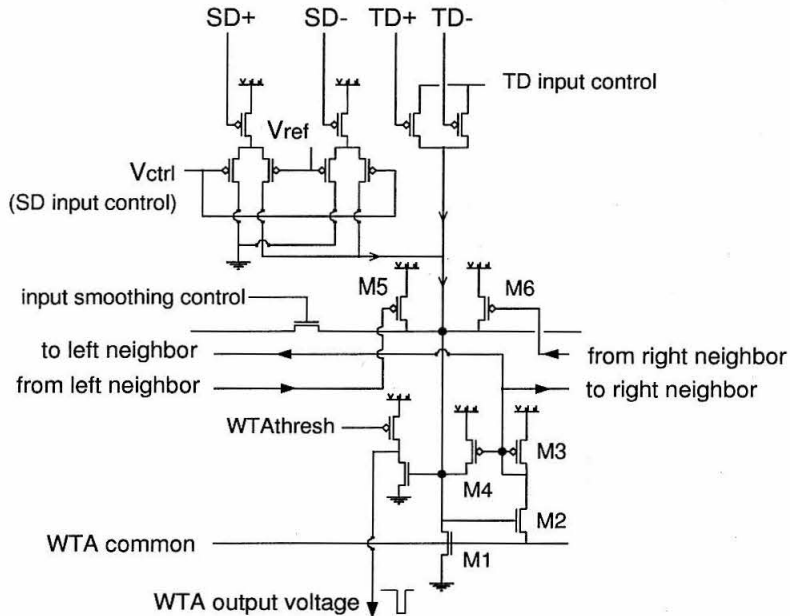 SD+ SD- TD+ TD-
TD input control
Vref
Vctrl
(SD input control)
M5 M6
input smoothing control
to left neighbor
from right neighbor
from left neighbor
to right neighbor
WTAthresh
M3
M4
M2
WTA common
M1
WTA output voltage